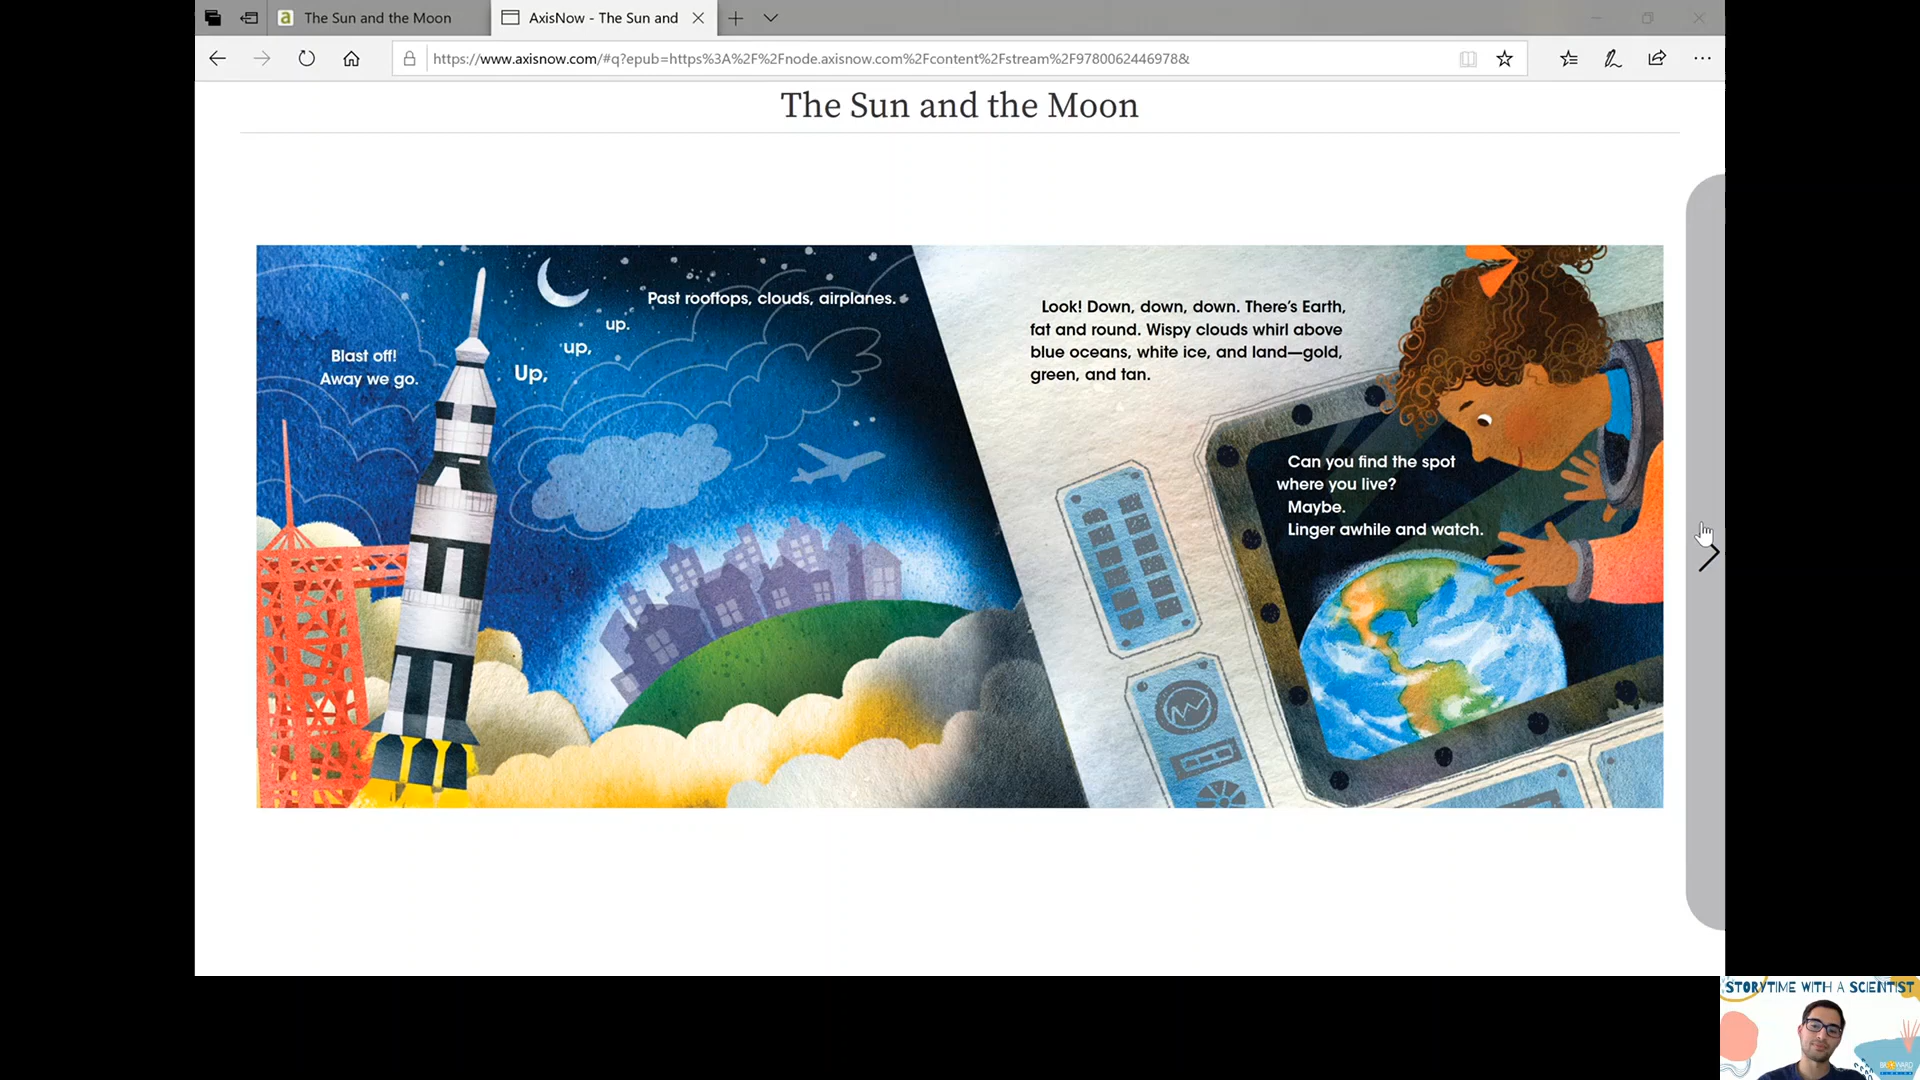 The Sun and the Moon
AxisNow - The Sun and
https://www.axisnow.com/#q?epub=https%3A%2F%2Fnode.axisnow.com%2Fcontent%2Fstream%2F9780062446978&
The Sun and the Moon
Blast off!
Away we go.
Up,
up,
up.
Past rooftops, clouds, airplanes.
Look! Down, down, down. There's Earth,
fat and round. Wispy clouds whirl above
blue oceans, white ice, and land—gold,
green, and tan.
Can you find the spot
where you live?
Maybe.
Linger awhile and watch.
STORYTIME WITH A SCIENTIST
BROWARD